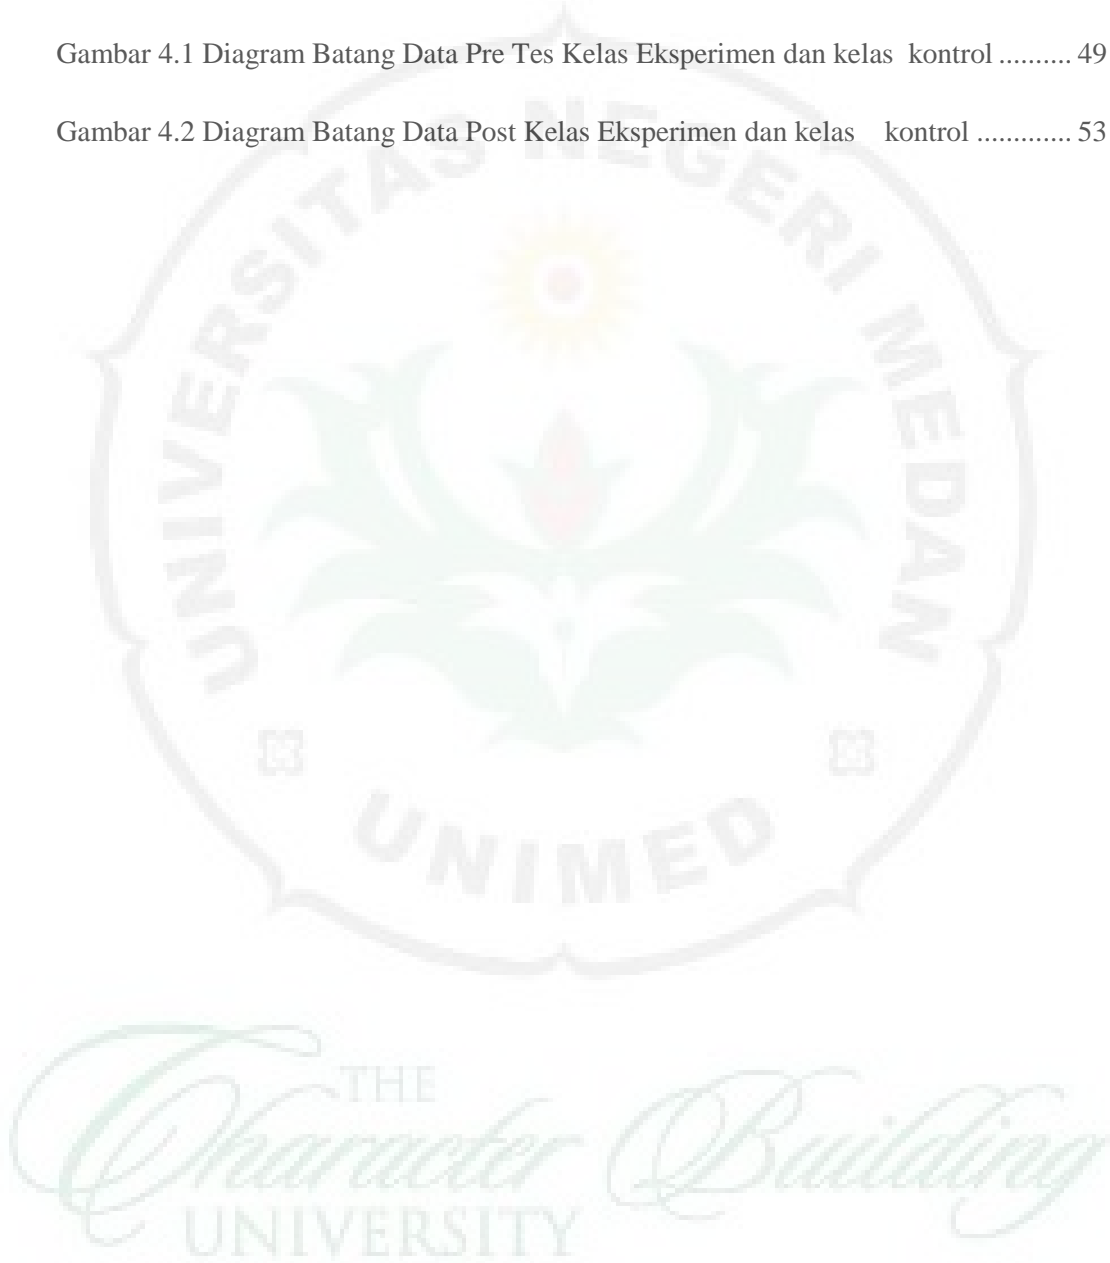 Gambar 4.1 Diagram Batang Data Pre Tes Kelas Eksperimen dan kelas  kontrol .......... 49
Gambar 4.2 Diagram Batang Data Post Kelas Eksperimen dan kelas    kontrol ............. 53
UNIVERSITAS NEGERI MEDAN
UNIMED
THE
Character Building
UNIVERSITY